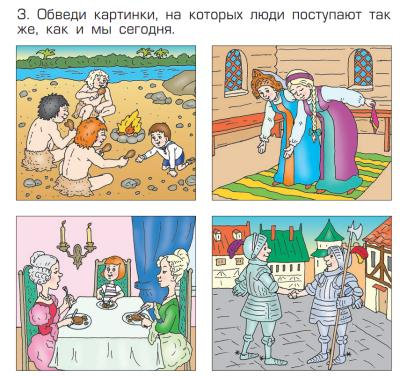 3. Обведи картинки, на которых люди поступают так
же, как и мы сегодня.